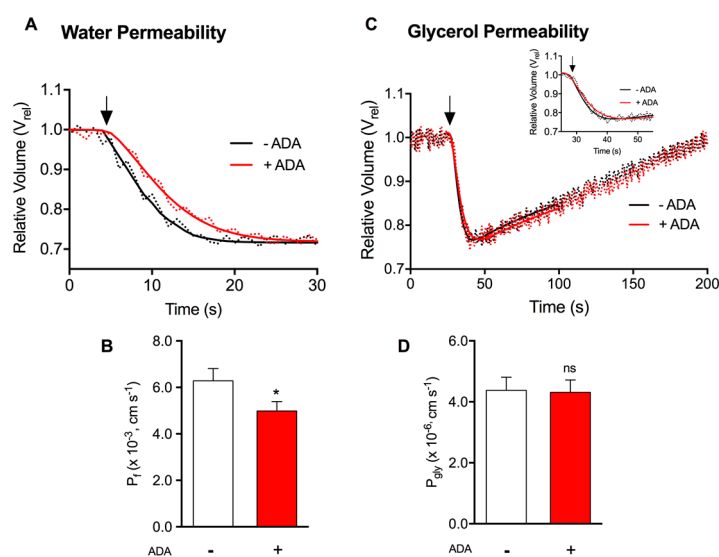 A Water Permeability
Relative Volume (Vrel)
1.1
1.0
0.9
0.8
0.7
- ADA
+ ADA
0 10 20 30
Time (s)
C Glycerol Permeability
Relative Volume (Vrel)
1.1
1.0
0.9
0.8
0.7
- ADA
+ ADA
0 50 100 150 200
Time (s)
Relative Volume (Vrel)
1.1
1.0
0.9
0.8
0.7
- ADA
+ ADA
30 40 50
Time (s)
B
Pf (x 10-3, cm s-1)
8.0
6.0
4.0
2.0
0.0
*
ADA - +
D
Pgly (x 10-6, cm s-1)
6.0
4.0
2.0
0.0
ns
ADA - +